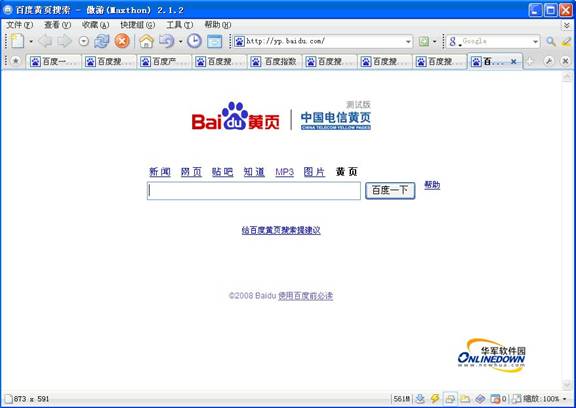 百度黄页搜索 - 傲游(Maxthon) 2.1.2
文件(F) 查看(V) 收藏(A) 快捷组(G) 工具(T) 帮助(H)
http://yp.baidu.com/ Google
百度一... 百度搜... 百度产... 百度搜... 百度指数 百度搜... 百度搜... 百度搜... 百...
测试版
Baidu黄页 中国电信黄页
CHINA TELECOM YELLOW PAGES
新闻 网页 贴吧 知道 MP3 图片 黄页
百度一下 帮助
给百度黄页搜索提建议
©2008 Baidu 使用百度前必读
华军软件园
ONLINEDOWN
www.newhua.com
873 x 591 561M 0 缩放:100%